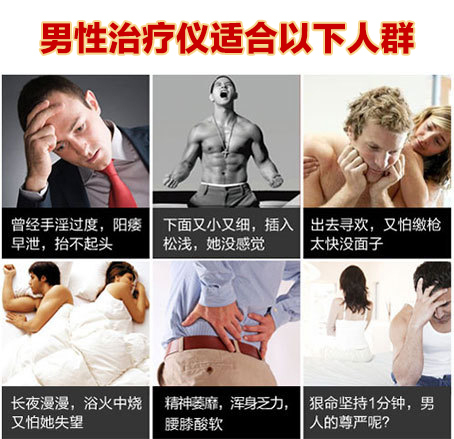 男性治疗仪适合以下人群
曾经手淫过度，阳痿
早泄，抬不起头
下面又小又细，插入
松浅，她没感觉
出去寻欢，又怕缴枪
太快没面子
长夜漫漫，浴火中烧
又怕她失望
精神萎靡，浑身乏力，
腰膝酸软
狠命坚持1分钟，男
人的尊严呢?